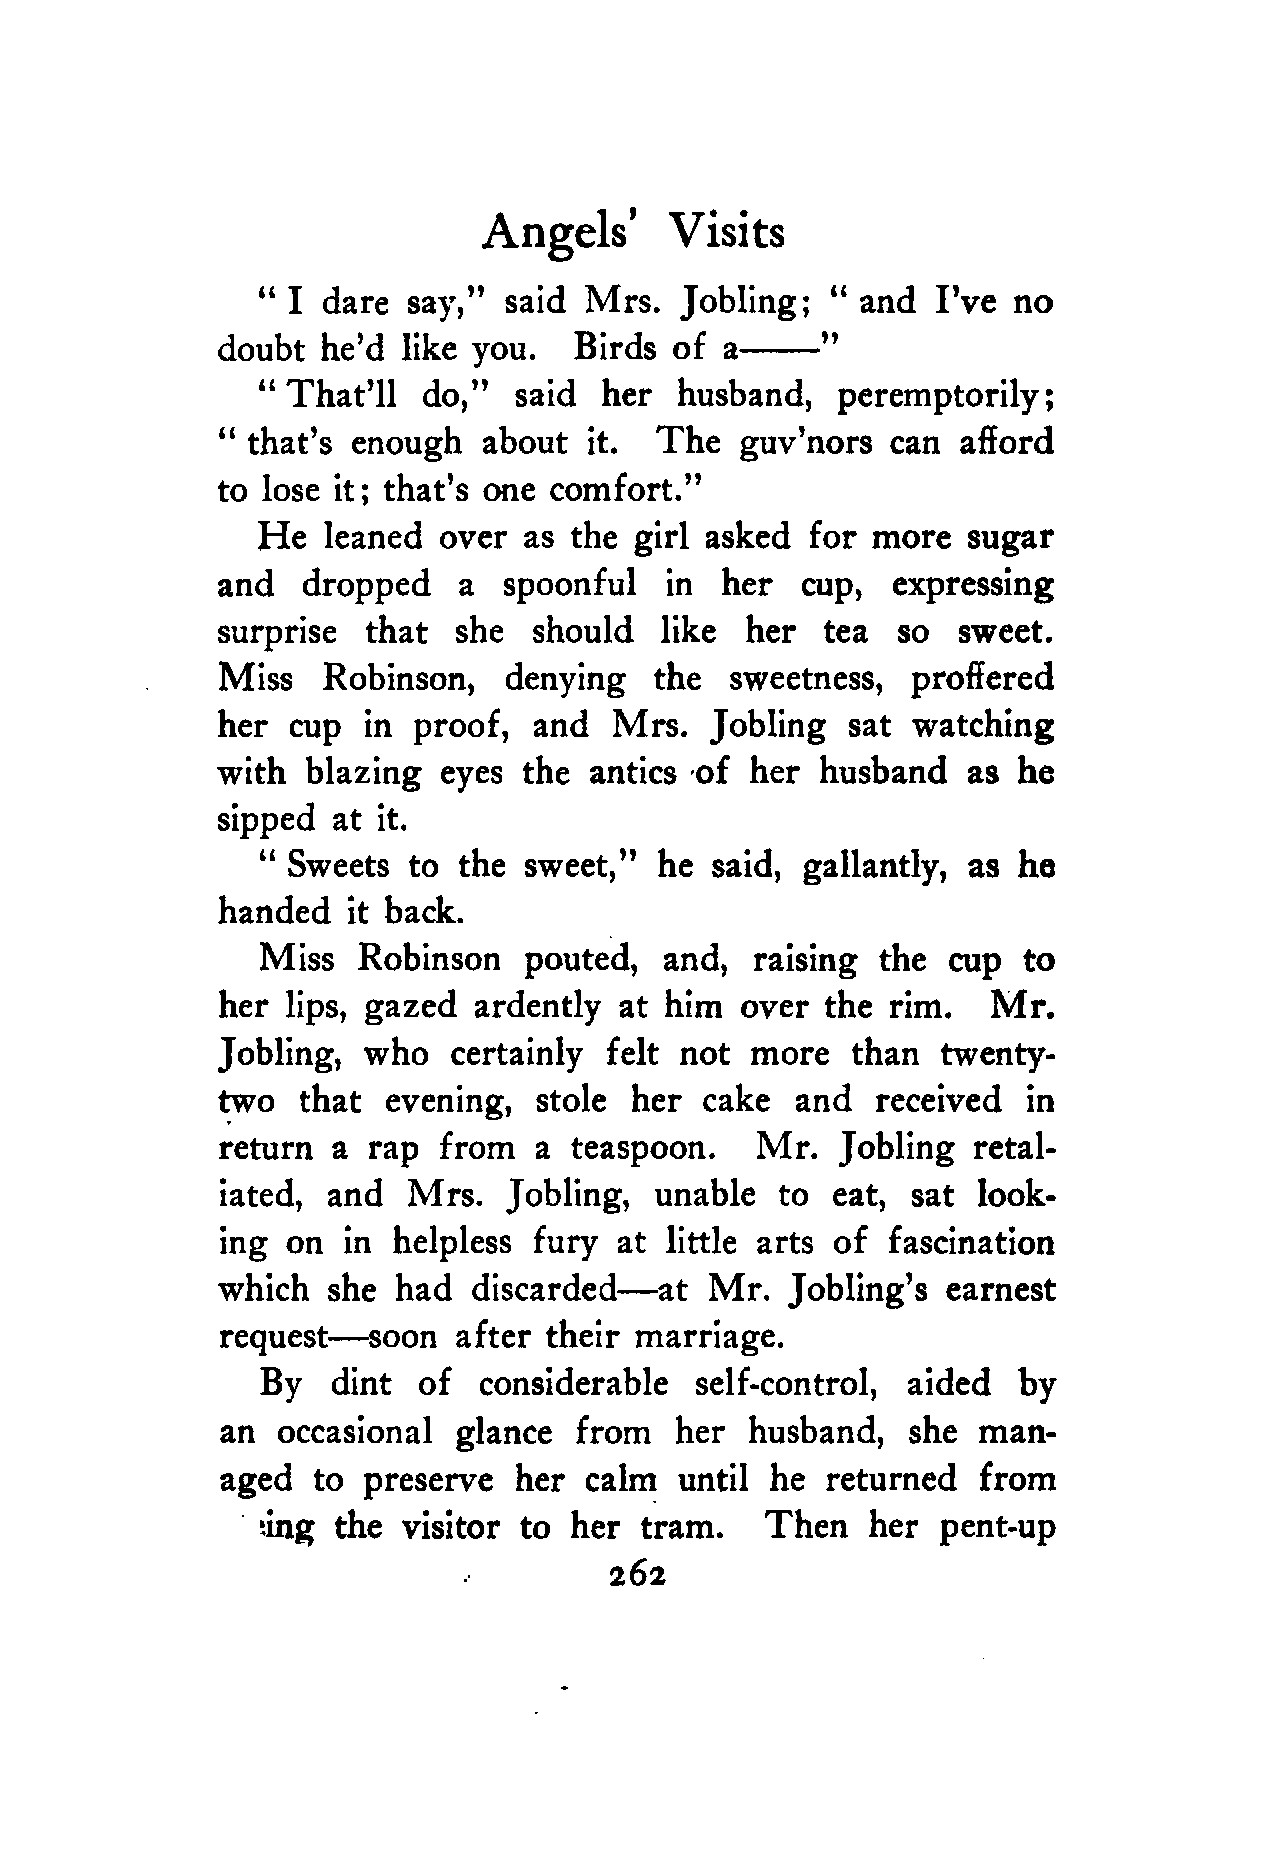 Angels' Visits
" I dare say," said Mrs. Jobling; " and I've no
doubt he'd like you. Birds of a——"
" That'll do," said her husband, peremptorily;
" that's enough about it. The guv'nors can afford
to lose it; that's one comfort."
He leaned over as the girl asked for more sugar
and dropped a spoonful in her cup, expressing
surprise that she should like her tea so sweet.
Miss Robinson, denying the sweetness, proffered
her cup in proof, and Mrs. Jobling sat watching
with blazing eyes the antics of her husband as he
sipped at it.
" Sweets to the sweet," he said, gallantly, as he
handed it back.
Miss Robinson pouted, and, raising the cup to
her lips, gazed ardently at him over the rim. Mr.
Jobling, who certainly felt not more than twenty-
two that evening, stole her cake and received in
return a rap from a teaspoon. Mr. Jobling retal-
iated, and Mrs. Jobling, unable to eat, sat look-
ing on in helpless fury at little arts of fascination
which she had discarded—at Mr. Jobling's earnest
request—soon after their marriage.
By dint of considerable self-control, aided by
an occasional glance from her husband, she man-
aged to preserve her calm until he returned from
the visitor to her tram. Then her pent-up
262